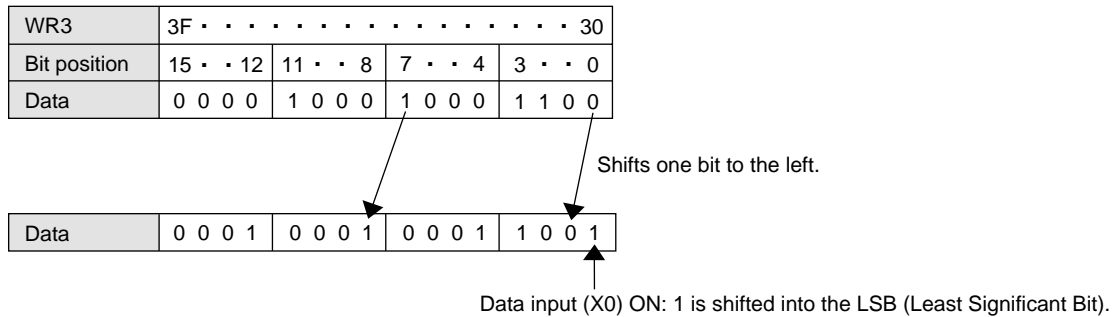 WR3 3F · · · · · · · · · · · · · · 30
Bit position 15 · · 12 11 · · 8 7 · · 4 3 · · 0
Data 0 0 0 0 1 0 0 0 1 0 0 0 1 1 0 0
Shifts one bit to the left.
Data 0 0 0 1 0 0 0 1 0 0 0 1 1 0 0 1
Data input (X0) ON: 1 is shifted into the LSB (Least Significant Bit).